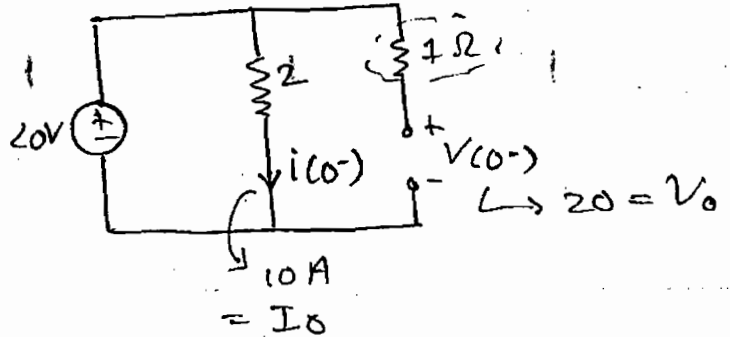 1 Ω
2
20V
+
-
i(0-)
+
V(0-)
-
↳ 20 = V₀
10 A
= I0